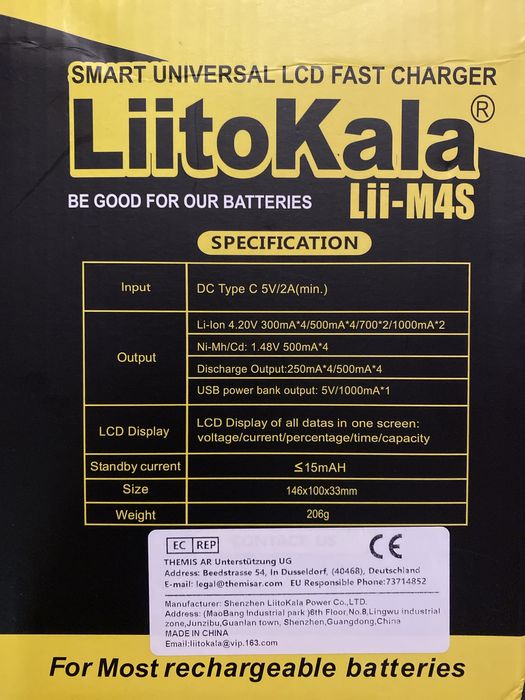 SMART UNIVERSAL LCD FAST CHARGER
LiitoKala®
BE GOOD FOR OUR BATTERIES
Lii-M4S
SPECIFICATION
Input
DC Type C 5V/2A(min.)
Output
Li-Ion 4.20V 300mA*4/500mA*4/700*2/1000mA*2
Ni-Mh/Cd: 1.48V 500mA*4
Discharge Output:250mA*4/500mA*4
USB power bank output: 5V/1000mA*1
LCD Display
LCD Display of all datas in one screen:
voltage/current/percentage/time/capacity
Standby current
≤15mAH
Size
146x100x33mm
Weight
206g
CONTACT US
EC REP
CE
THEMIS AR Unterstützung UG
Address: Beedstrasse 54, In Dusseldorf, (40468), Deutschland
E-mail: legal@themisar.com EU Responsible Phone:73714852
Manufacturer: Shenzhen LiitoKala Power Co.,LTD.
Address: (MaoBang Industrial park )6th Floor,No.8,Lingwu industrial
zone,Junzibu,Guanlan town, Shenzhen,Guangdong,China
MADE IN CHINA
Email:liitokala@vip.163.com
For Most rechargeable batteries